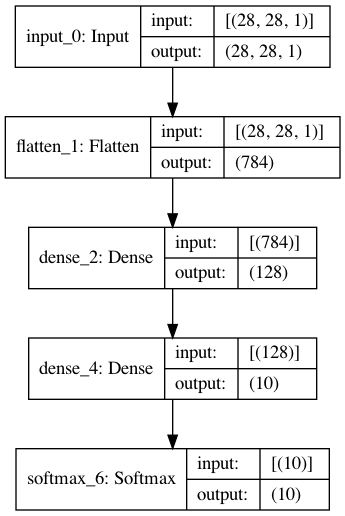 input_0: Input
input:
[(28, 28, 1)]
output:
(28, 28, 1)
flatten_1: Flatten
input:
[(28, 28, 1)]
output:
(784)
dense_2: Dense
input:
[(784)]
output:
(128)
dense_4: Dense
input:
[(128)]
output:
(10)
softmax_6: Softmax
input:
[(10)]
output:
(10)